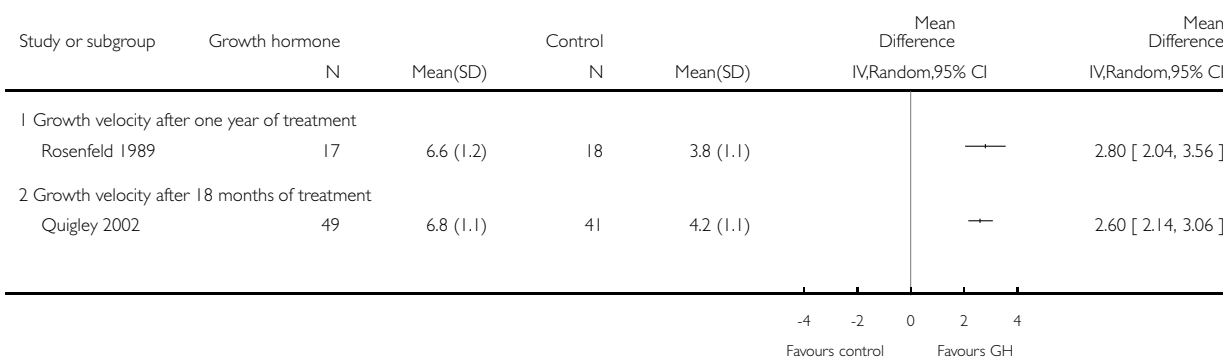 Mean Mean
Study or subgroup Growth hormone Control Difference Difference
N Mean(SD) N Mean(SD) IV,Random,95% CI IV,Random,95% CI
1 Growth velocity after one year of treatment
Rosenfeld 1989 17 6.6 (1.2) 18 3.8 (1.1) 2.80 [ 2.04, 3.56 ]
2 Growth velocity after 18 months of treatment
Quigley 2002 49 6.8 (1.1) 41 4.2 (1.1) 2.60 [ 2.14, 3.06 ]
-4 -2 0 2 4
Favours control Favours GH